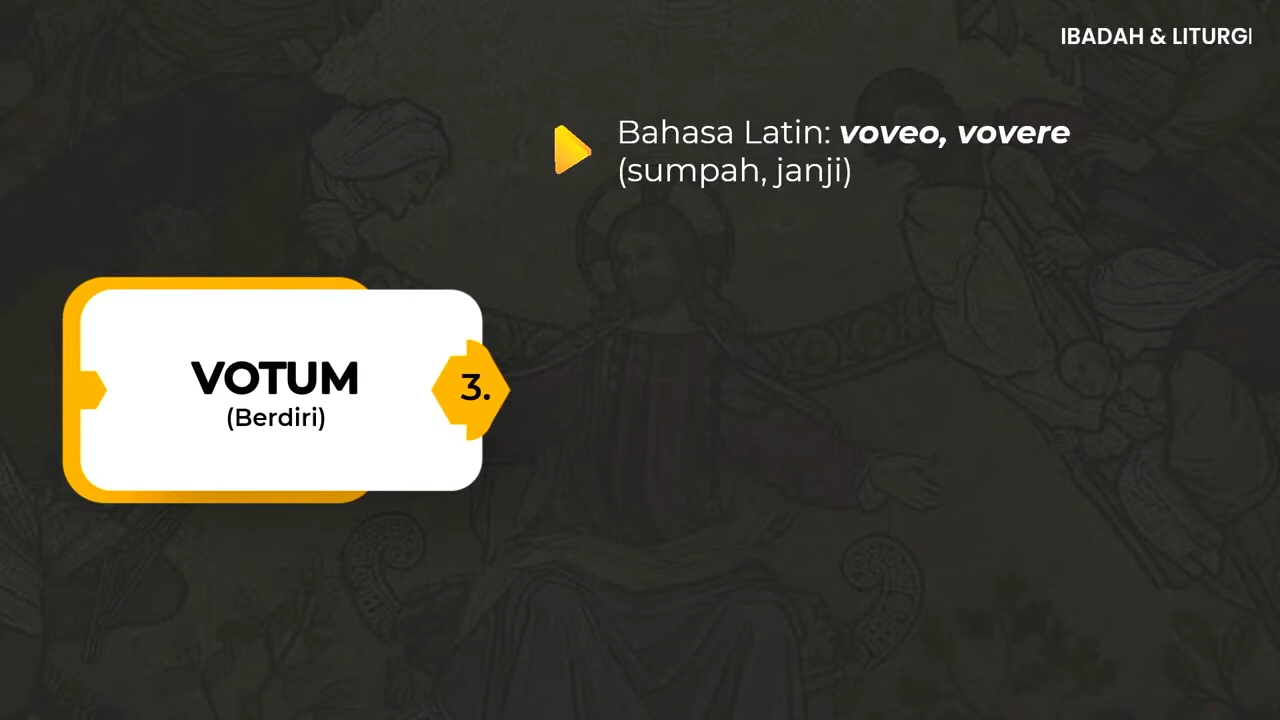 IBADAH & LITURGI
Bahasa Latin: voveo, vovere
(sumpah, janji)
VOTUM
(Berdiri)
3.